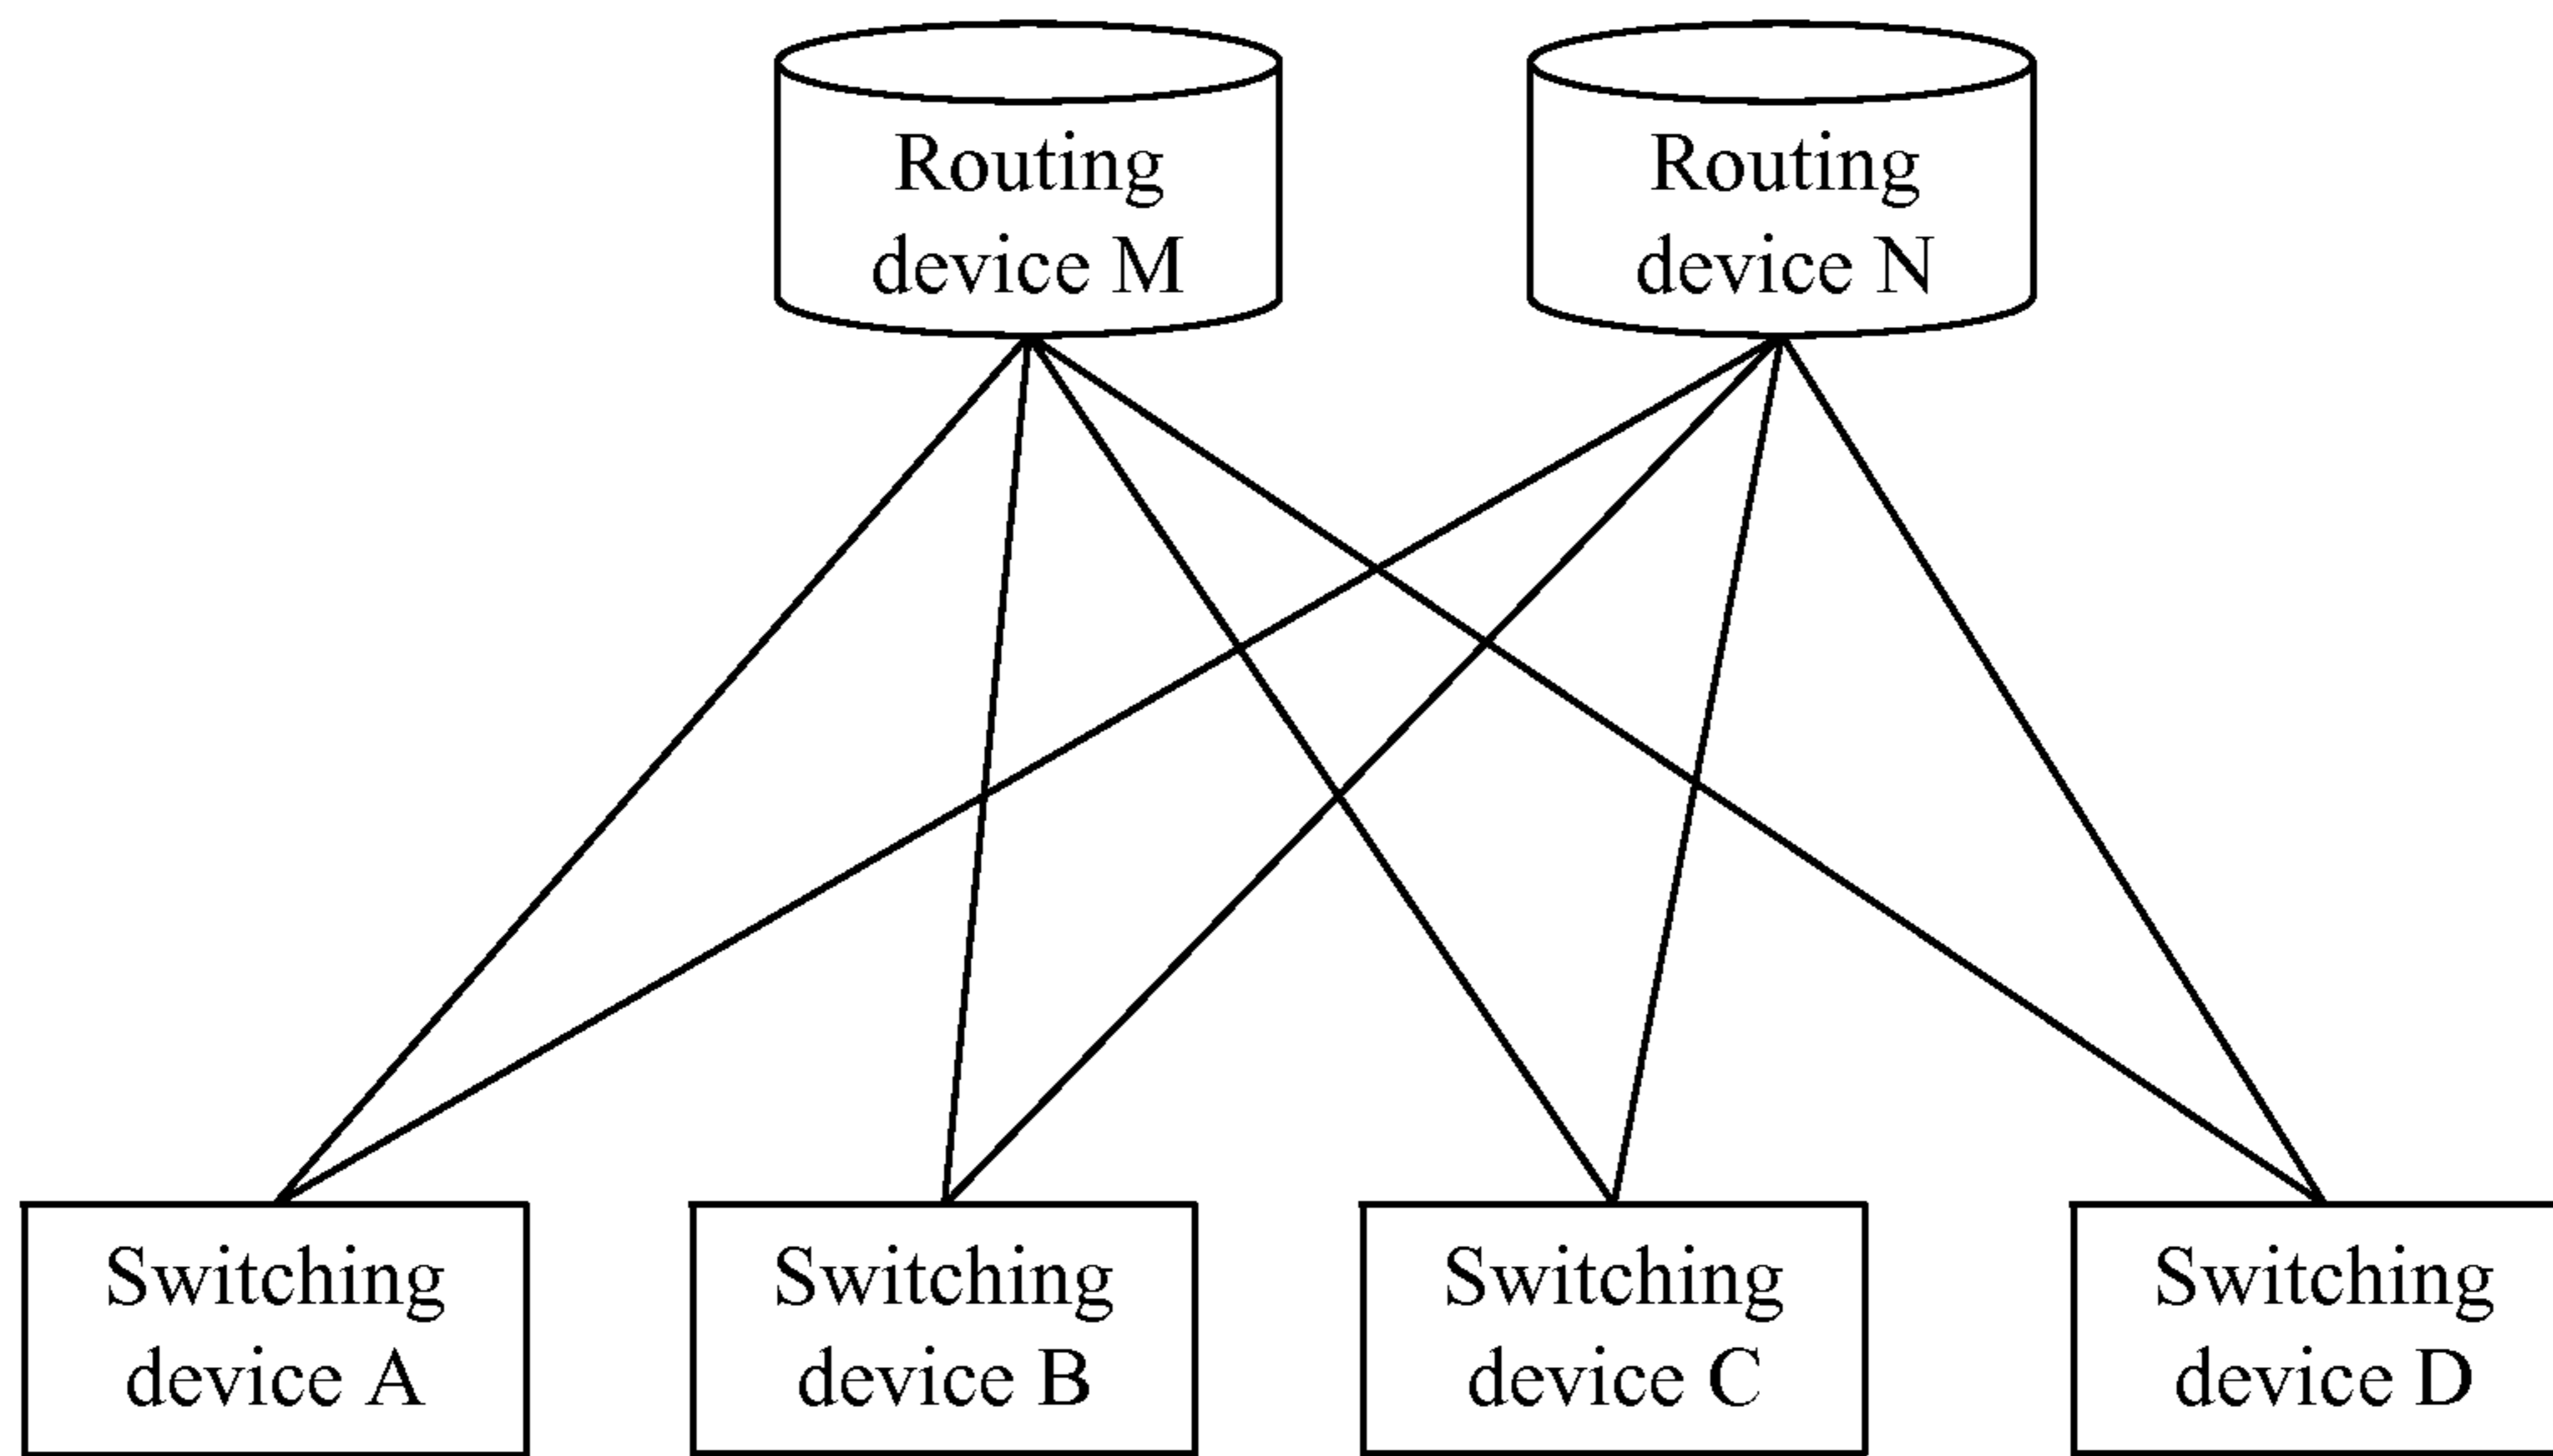 Routing
device M
Routing
device N
Switching
device A
Switching
device B
Switching
device C
Switching
device D